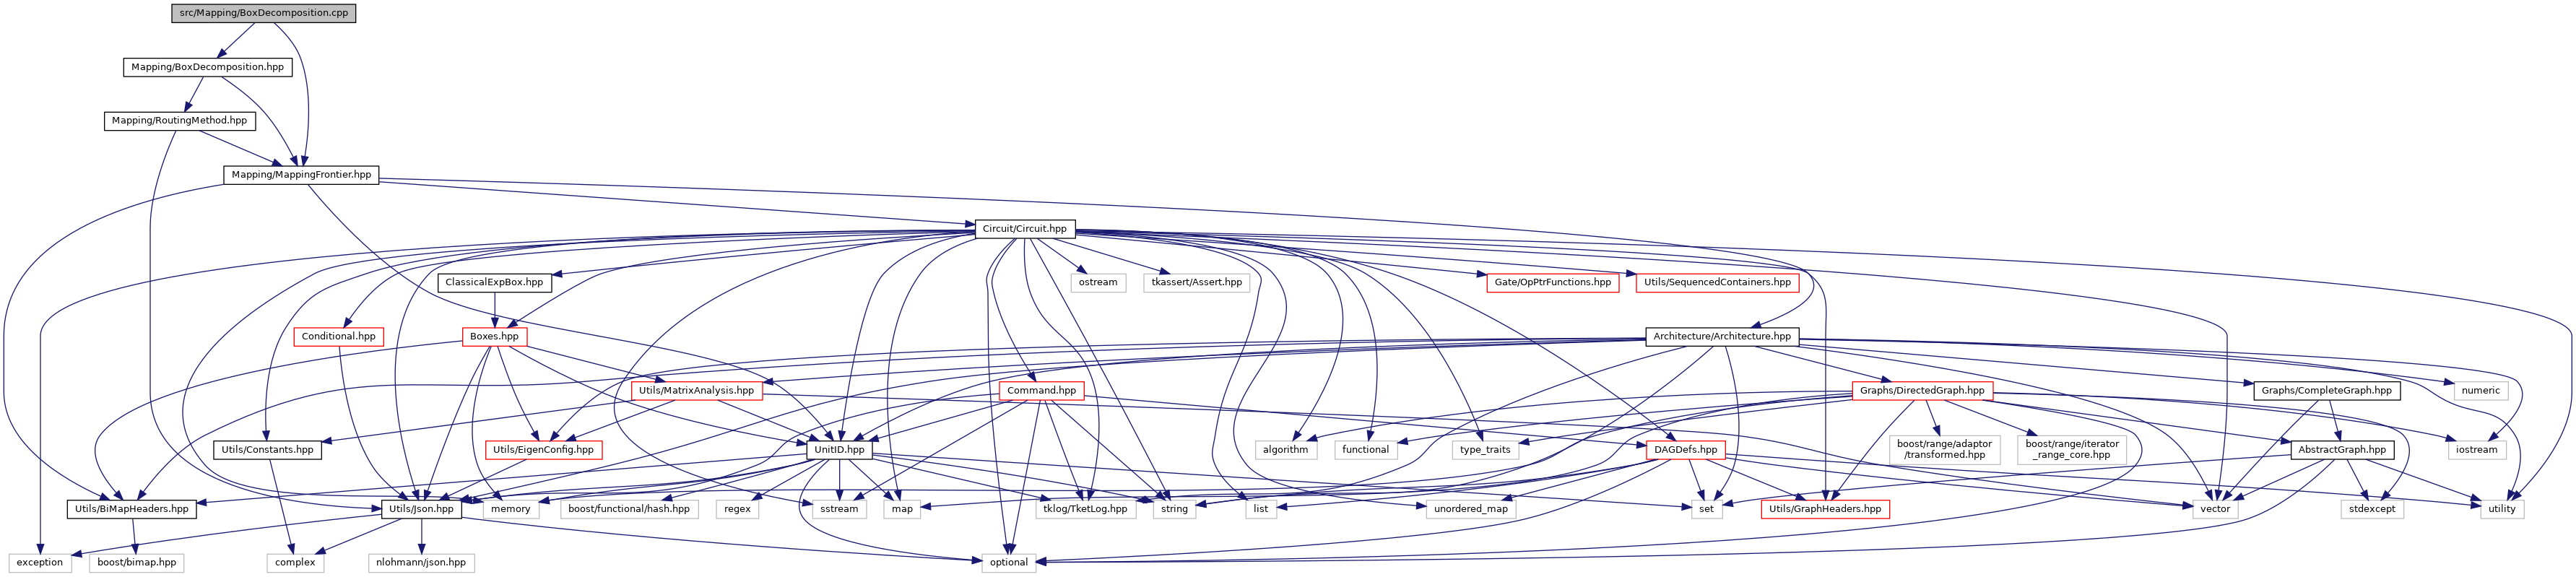 src/Mapping/BoxDecomposition.cpp
Mapping/BoxDecomposition.hpp
Mapping/RoutingMethod.hpp
Mapping/MappingFrontier.hpp
Circuit/Circuit.hpp
ClassicalExpBox.hpp
ostream
tkassert/Assert.hpp
Gate/OpPtrFunctions.hpp
Utils/SequencedContainers.hpp
Conditional.hpp
Boxes.hpp
Architecture/Architecture.hpp
Utils/MatrixAnalysis.hpp
Command.hpp
Graphs/DirectedGraph.hpp
Graphs/CompleteGraph.hpp
numeric
Utils/Constants.hpp
Utils/EigenConfig.hpp
UnitID.hpp
algorithm
functional
type_traits
DAGDefs.hpp
boost/range/adaptor
/transformed.hpp
boost/range/iterator
_range_core.hpp
AbstractGraph.hpp
iostream
Utils/BiMapHeaders.hpp
Utils/Json.hpp
memory
boost/functional/hash.hpp
regex
sstream
map
tklog/TketLog.hpp
string
list
unordered_map
set
Utils/GraphHeaders.hpp
vector
stdexcept
utility
exception
boost/bimap.hpp
complex
nlohmann/json.hpp
optional